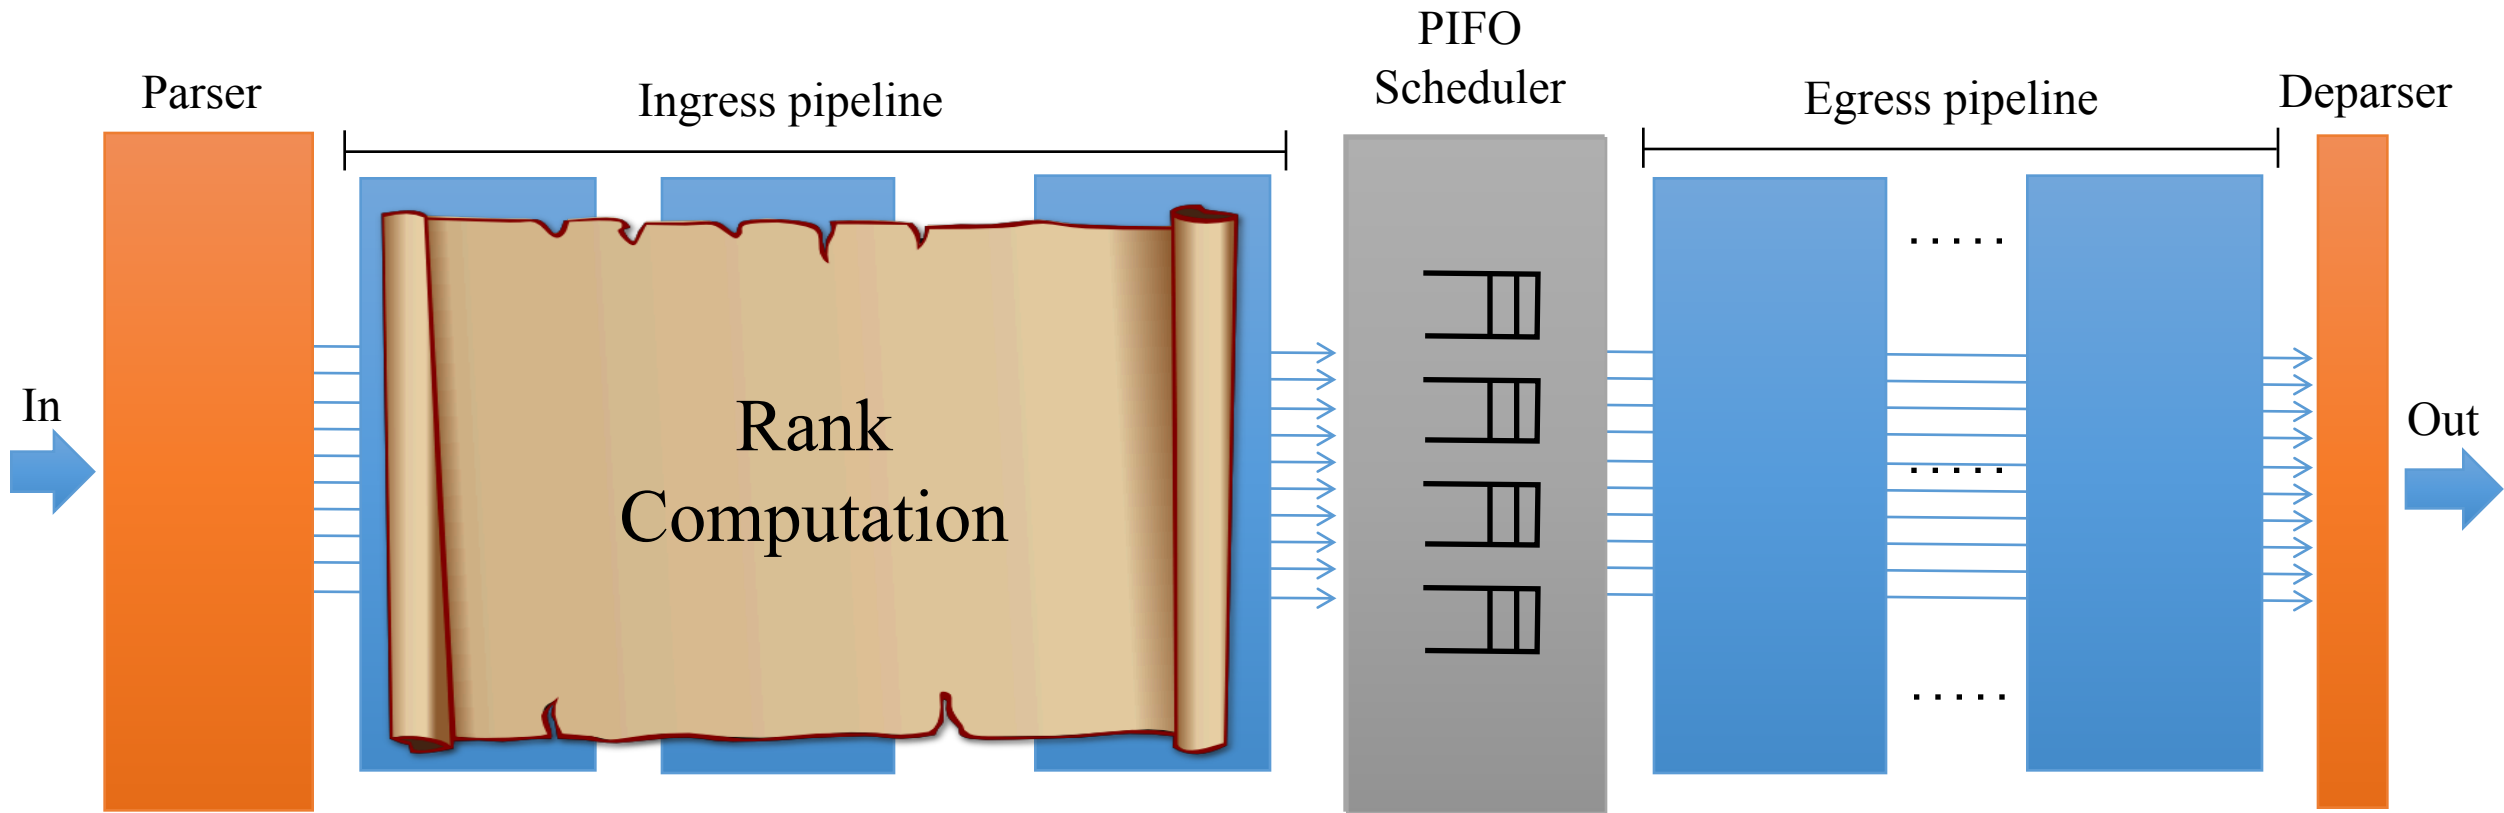 Parser
Ingress pipeline
PIFO
Scheduler
Egress pipeline
Deparser
In
Rank
Computation
Out